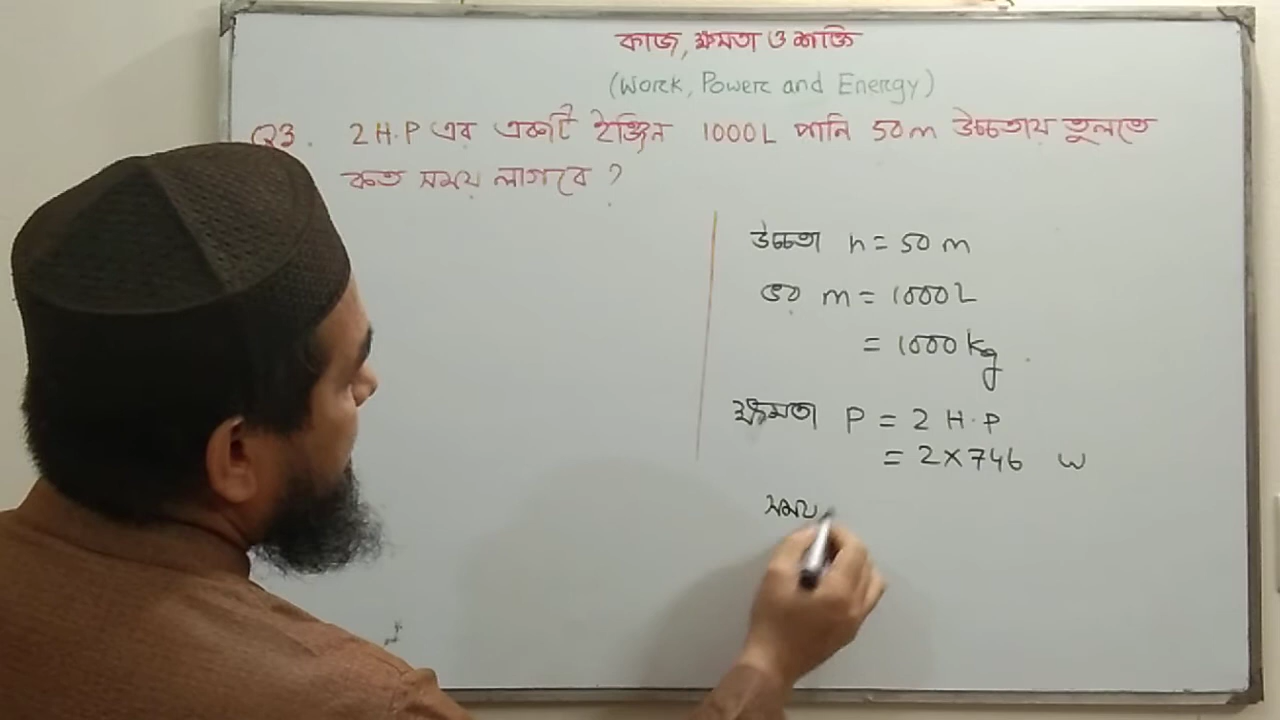 কাজ, ক্ষমতা ও শক্তি
(Work, Power and Energy)
Q3. 2 H.P এর একটি ইঞ্জিন 1000L পানি 50m উচ্চতায় তুলতে
কত সময় লাগবে ?
উচ্চতা h = 50 m
ভর m = 1000L
= 1000 kg
ক্ষমতা P = 2 H.P
= 2×746 W
সময়